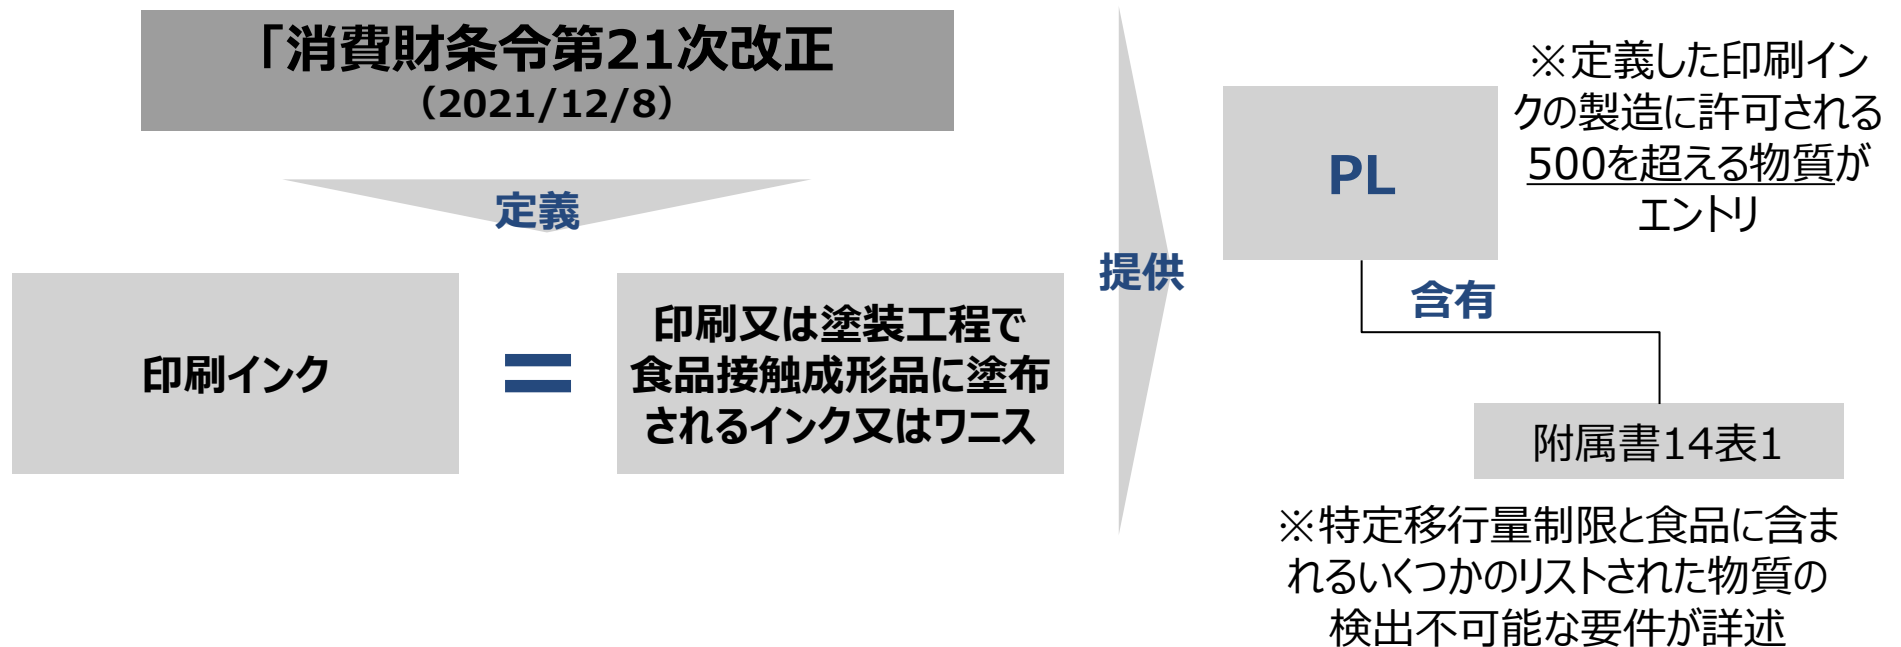 「消費財条令第21次改正
（2021/12/8）
定義
印刷インク
=
印刷又は塗装工程で
食品接触成形品に塗布
されるインク又はワニス
提供
PL
※定義した印刷イン
クの製造に許可される
500を超える物質が
エントリ
含有
附属書14表1
※特定移行量制限と食品に含ま
れるいくつかのリストされた物質の
検出不可能な要件が詳述